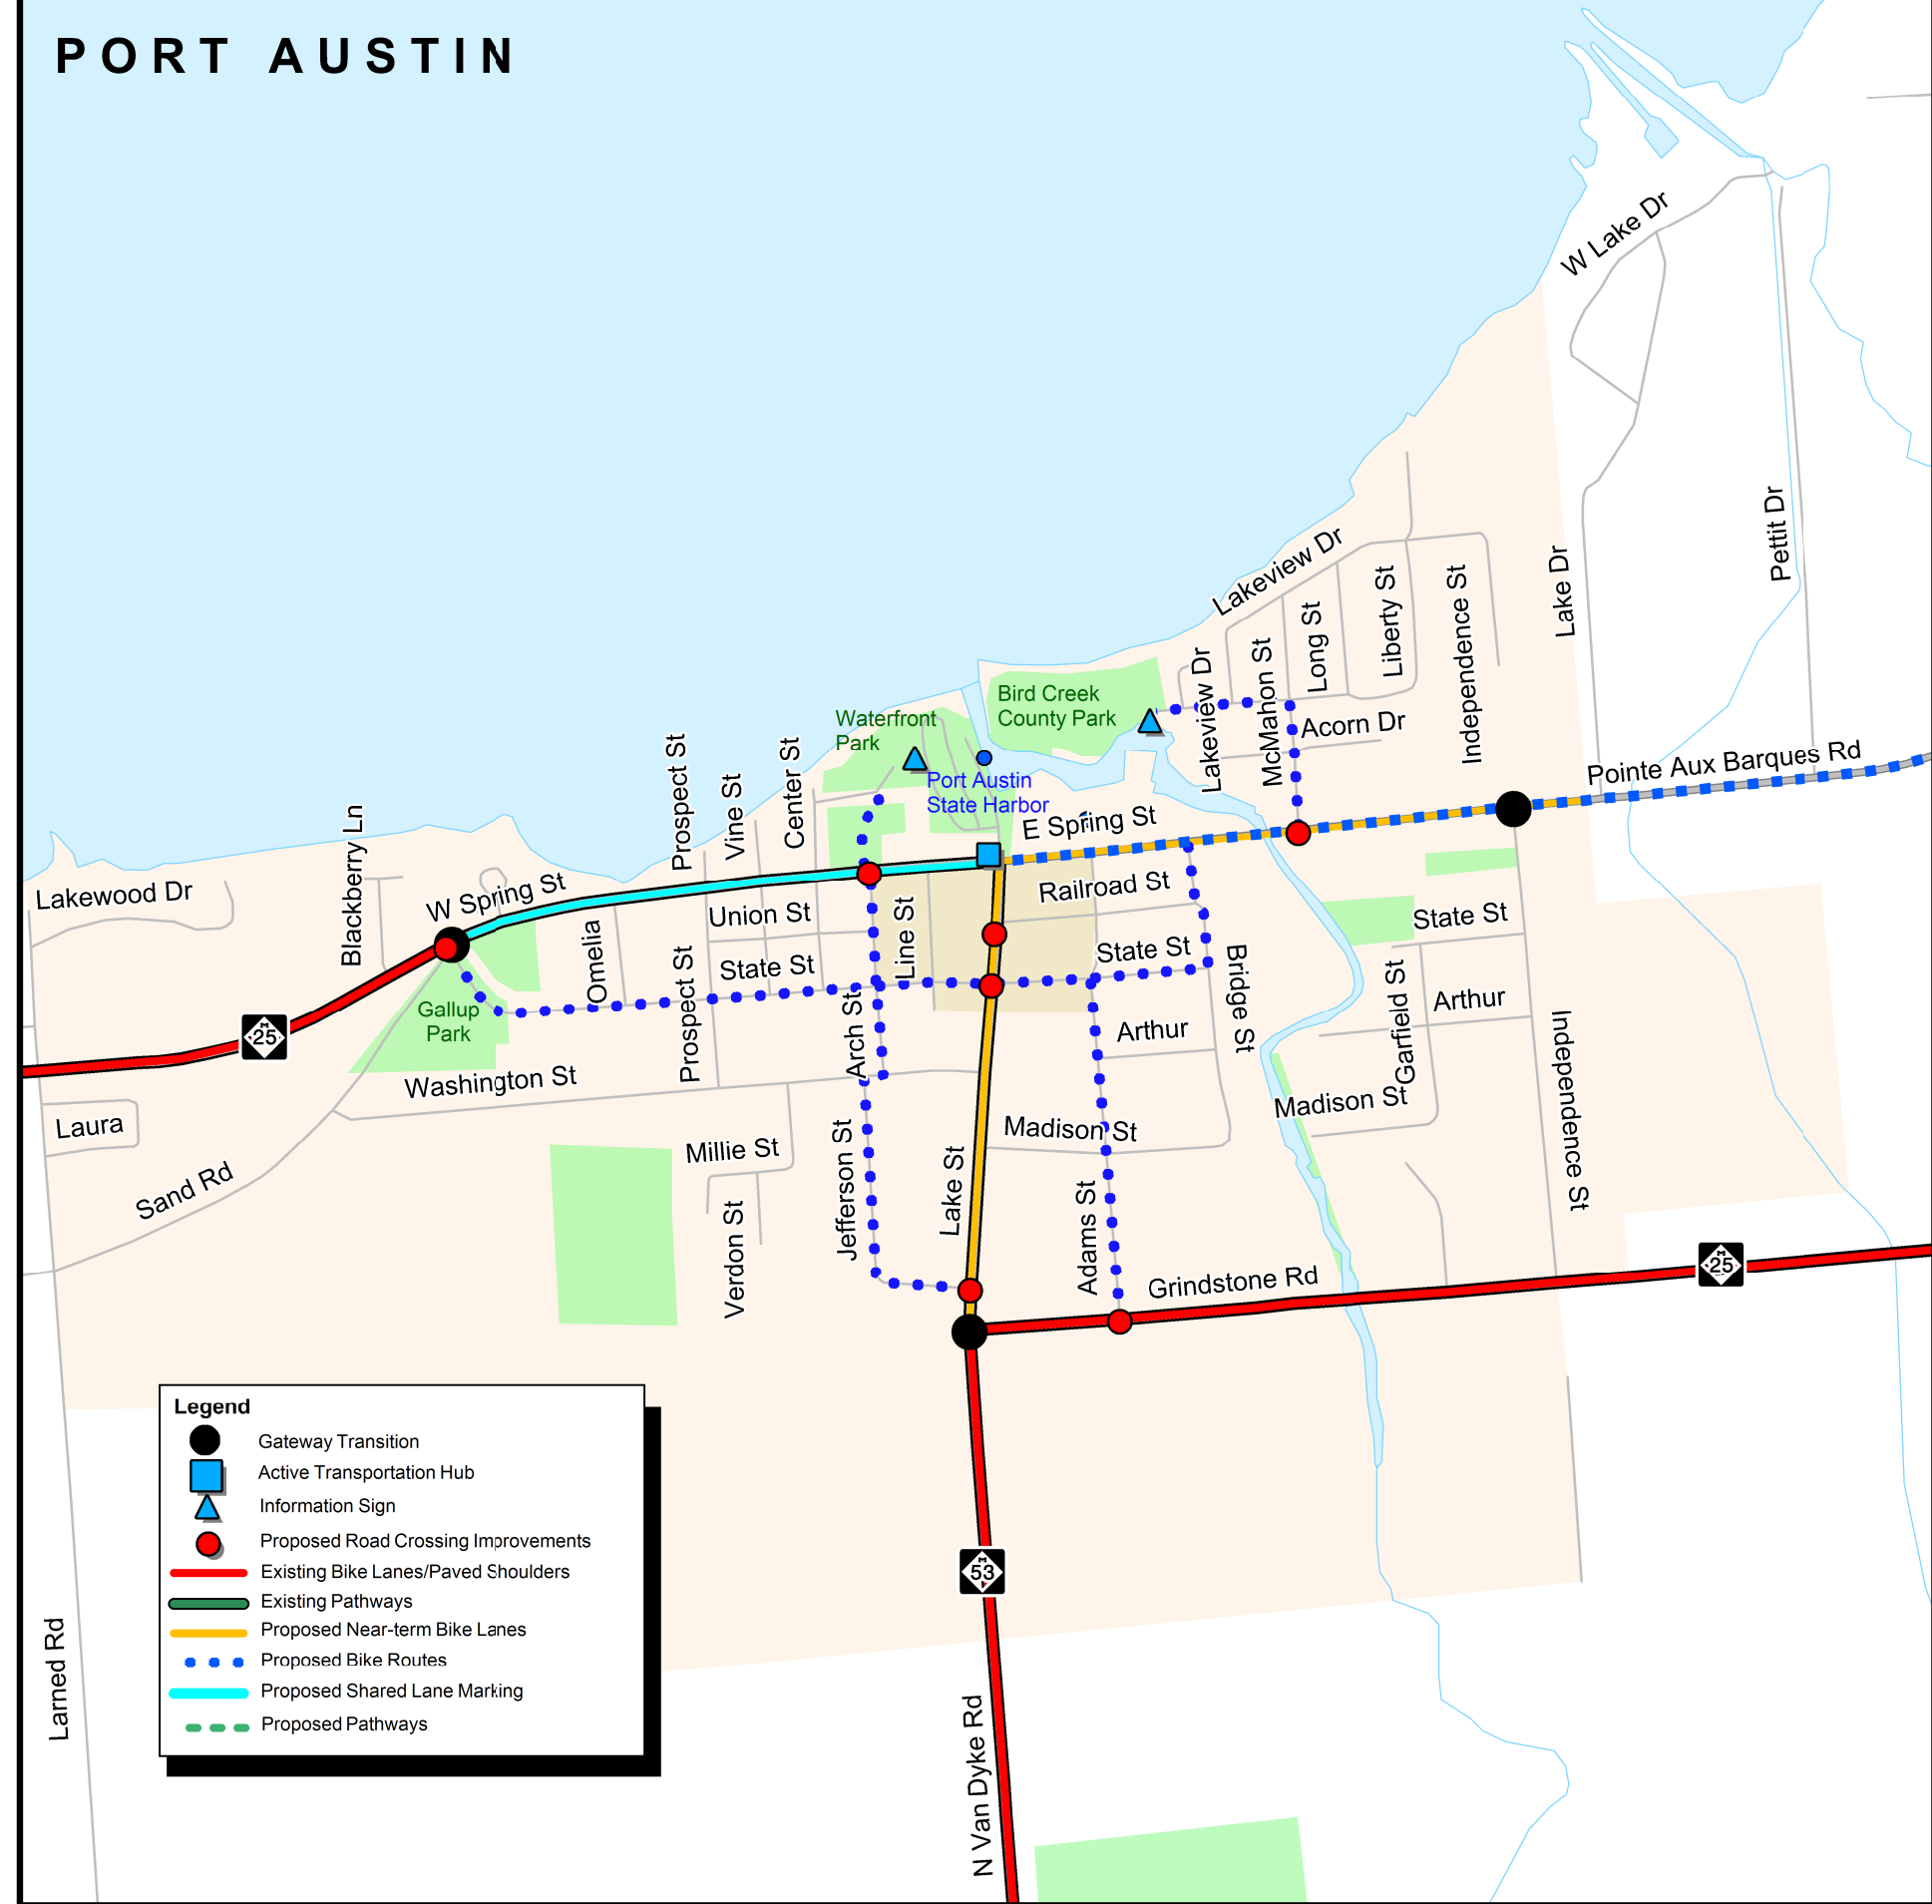 PORT AUSTIN
W Lake Dr
Pettit Dr
Lake Dr
Lakeview Dr
Independence St
Liberty St
Long St
McMahon St
Lakeview Dr
Acorn Dr
Pointe Aux Barques Rd
Bird Creek
County Park
Waterfront
Park
Port Austin
State Harbor
E Spring St
Prospect St
Vine St
Center St
Blackberry Ln
Lakewood Dr
W Spring St
Omelia
Union St
Line St
Railroad St
State St
State St
State St
Prospect St
Bridge St
Garfield St
Arthur
Arthur
Arch St
Gallup
Park
M
25
Washington St
Laura
Sand Rd
Millie St
Verdon St
Jefferson St
Lake St
Madison St
Madison St
Adams St
Independence St
Grindstone Rd
M
25
M
53
N Van Dyke Rd
Larned Rd
Legend
Gateway Transition
Active Transportation Hub
Information Sign
Proposed Road Crossing Improvements
Existing Bike Lanes/Paved Shoulders
Existing Pathways
Proposed Near-term Bike Lanes
Proposed Bike Routes
Proposed Shared Lane Marking
Proposed Pathways